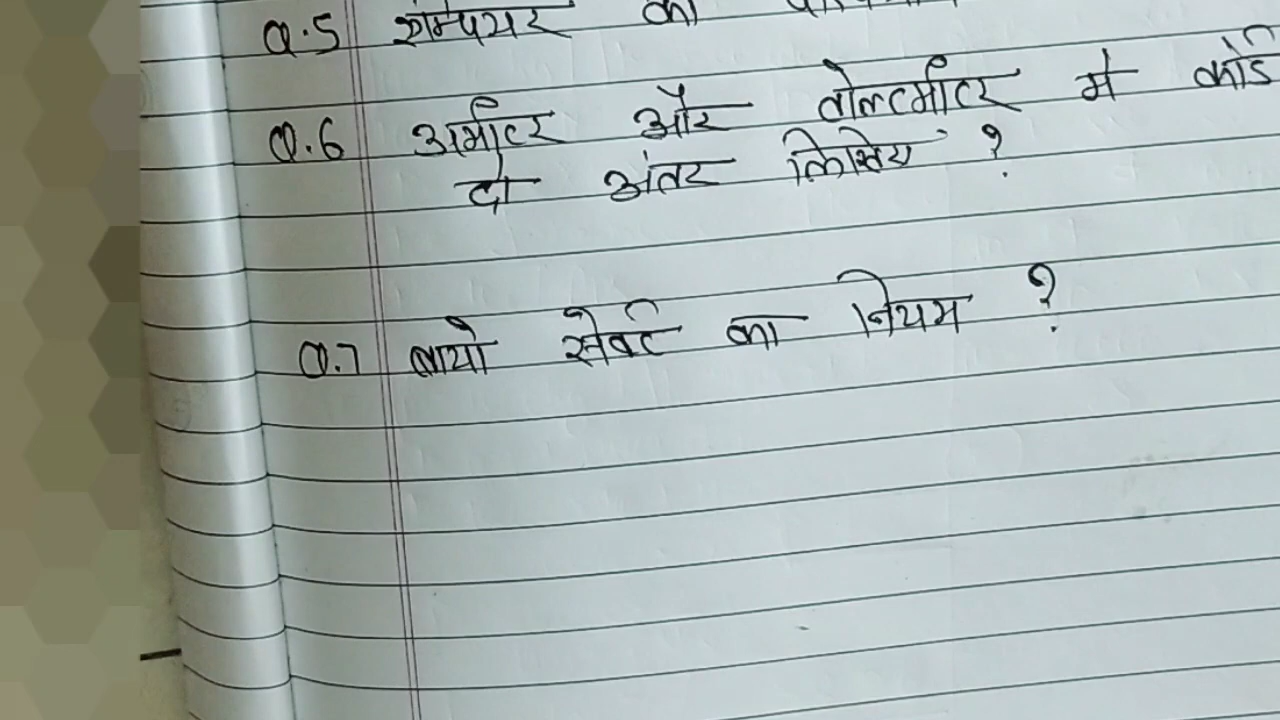 Q.5 एम्पियर का
Q.6 अमीटर और वोल्टमीटर में कोई
दो अंतर लिखिये ?
Q.7 बायो सेवर्ट का नियम ?